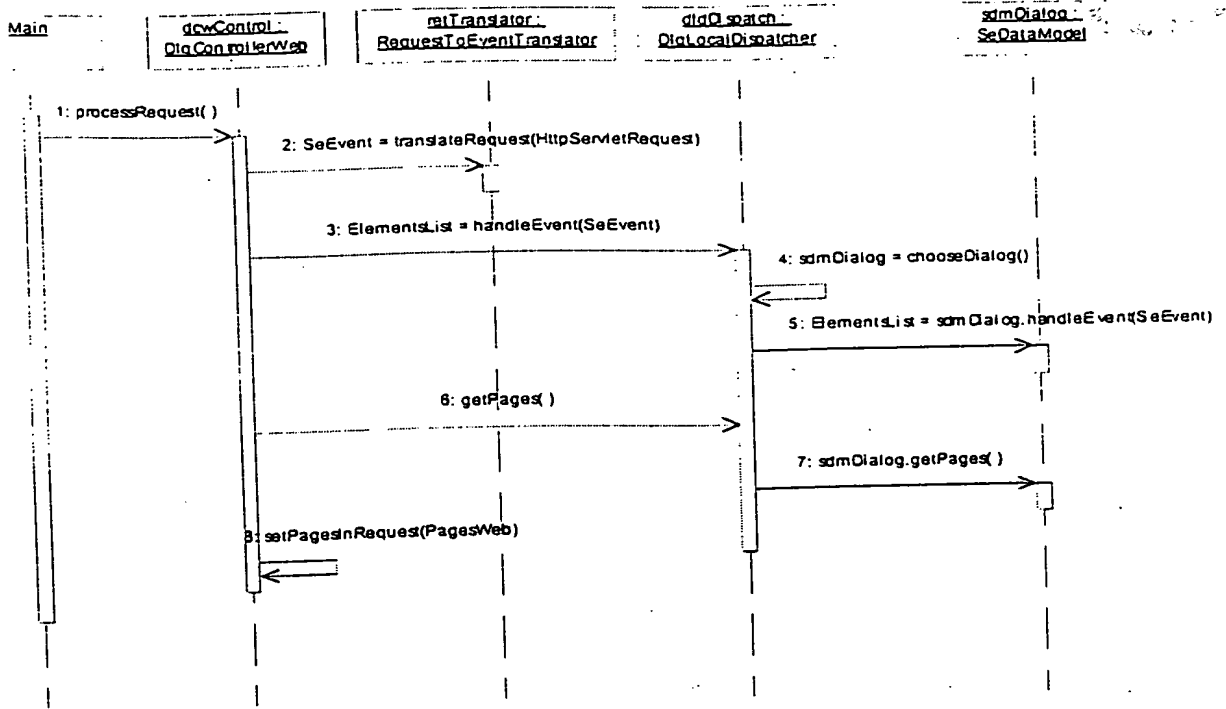 Main
dcwControl :
DlgControllerWeb
retTranslator :
RequestToEventTranslator
dldDispatch :
DlgLocalDispatcher
sdmDialog :
SeDataModel
1: processRequest( )
2: SeEvent = translateRequest(HttpServletRequest)
3: ElementsList = handleEvent(SeEvent)
4: sdmDialog = chooseDialog()
5: ElementsList = sdmDialog.handleEvent(SeEvent)
6: getPages( )
7: sdmDialog.getPages( )
8: setPagesInRequest(PagesWeb)